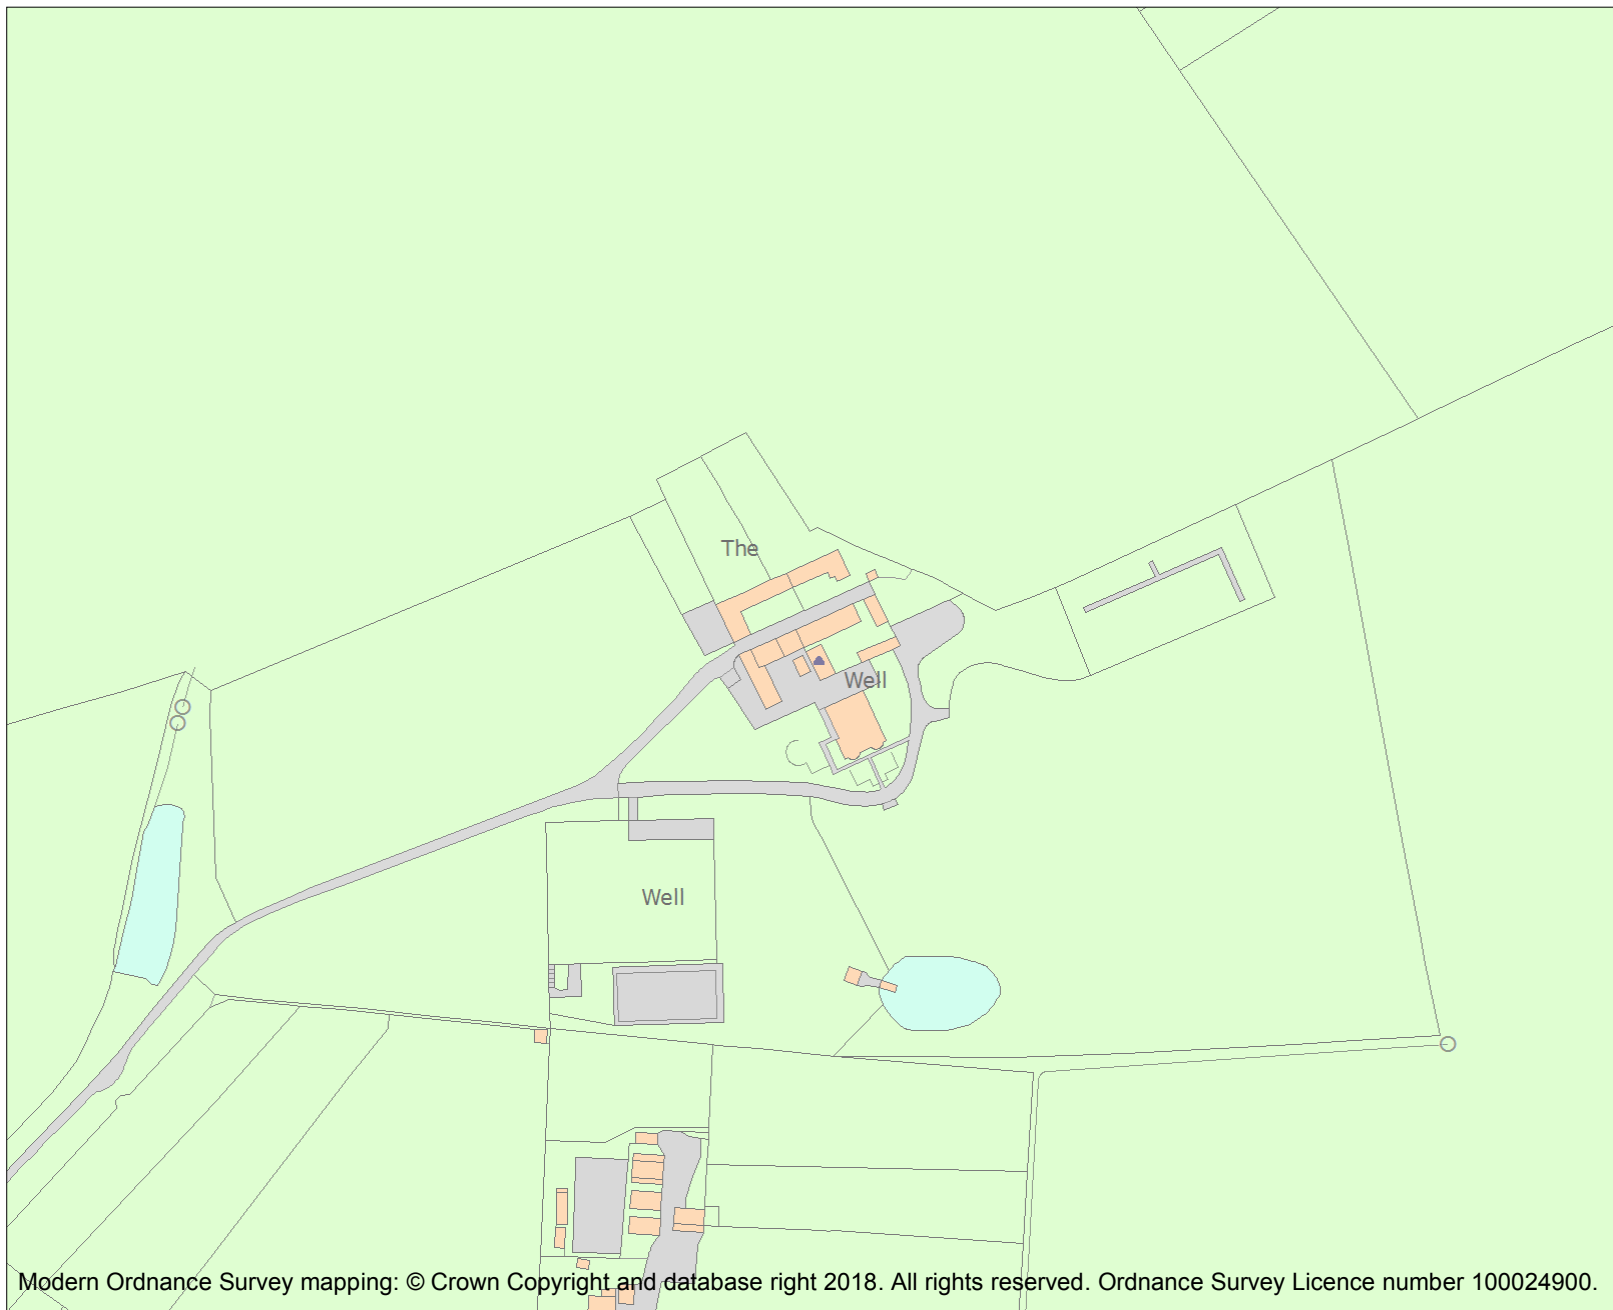 The
Well
Well
Modern Ordnance Survey mapping: © Crown Copyright and database right 2018. All rights reserved. Ordnance Survey Licence number 100024900.